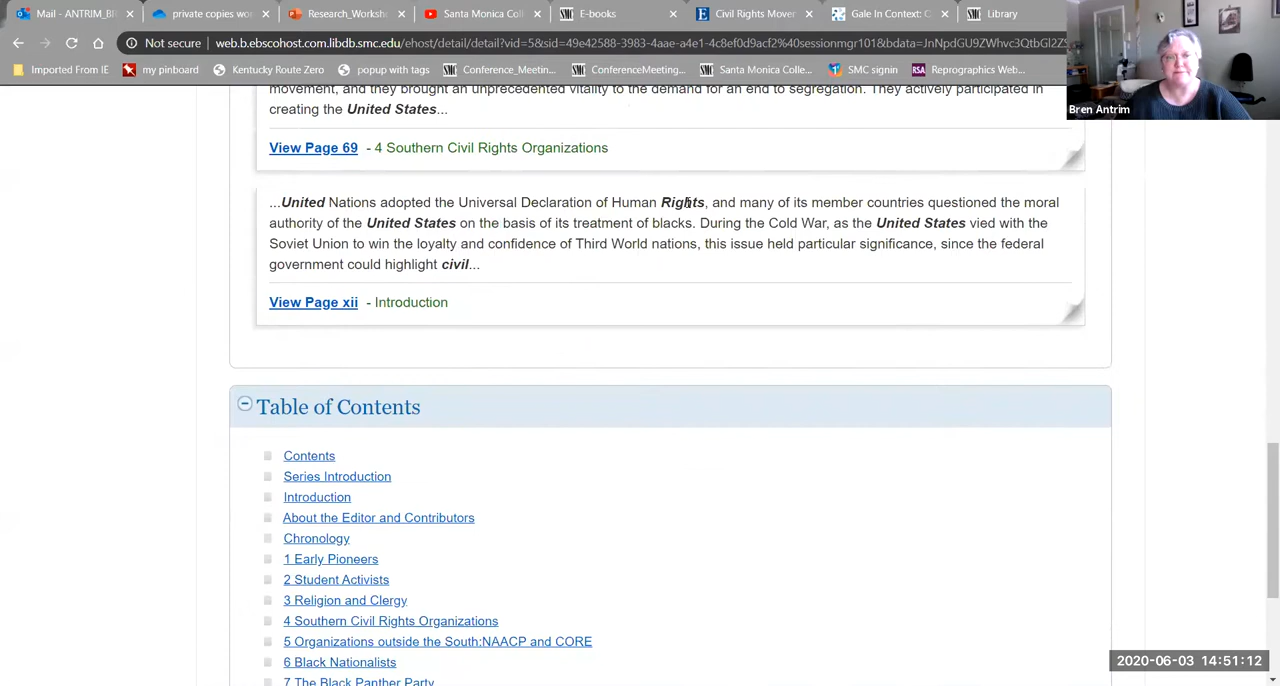 Mail - ANTRIM_BR
private copies wo
Research_Worksh
Santa Monica Coll
E-books
Civil Rights Mover
Gale In Context: C
Library
Not secure
web.b.ebscohost.com.libdb.smc.edu/ehost/detail/detail?vid=5&sid=49e42588-3983-4aae-a4e1-4c8ef0d9acf2%40sessionmgr101&bdata=JnNpdGU9ZWhvc3QtbGl2ZS
Imported From IE
my pinboard
Kentucky Route Zero
popup with tags
Conference_Meetin...
ConferenceMeeting...
Santa Monica Colle...
SMC signin
RSA
Reprographics Web...
Bren Antrim
movement, and they brought an unprecedented vitality to the demand for an end to segregation. They actively participated in
creating the United States...
View Page 69 - 4 Southern Civil Rights Organizations
...United Nations adopted the Universal Declaration of Human Rights, and many of its member countries questioned the moral
authority of the United States on the basis of its treatment of blacks. During the Cold War, as the United States vied with the
Soviet Union to win the loyalty and confidence of Third World nations, this issue held particular significance, since the federal
government could highlight civil...
View Page xii - Introduction
Table of Contents
Contents
Series Introduction
Introduction
About the Editor and Contributors
Chronology
1 Early Pioneers
2 Student Activists
3 Religion and Clergy
4 Southern Civil Rights Organizations
5 Organizations outside the South:NAACP and CORE
6 Black Nationalists
7 The Black Panther Party
2020-06-03 14:51:12